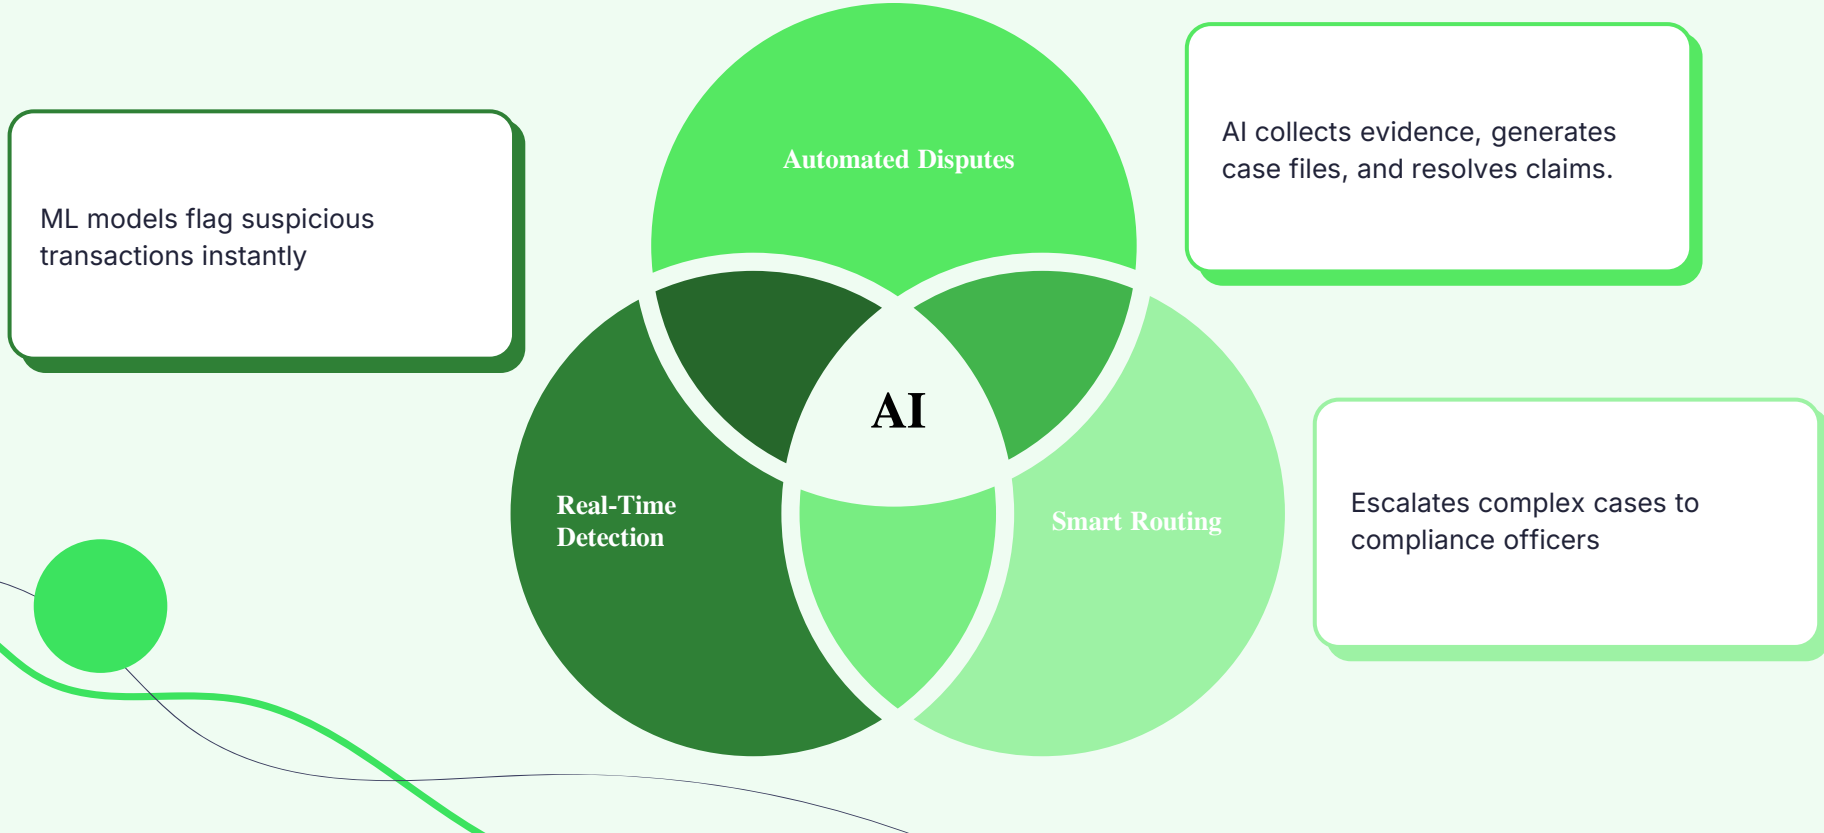 Automated Disputes
AI collects evidence, generates
case files, and resolves claims.
ML models flag suspicious
transactions instantly
AI
Real-Time
Detection
Smart Routing
Escalates complex cases to
compliance officers